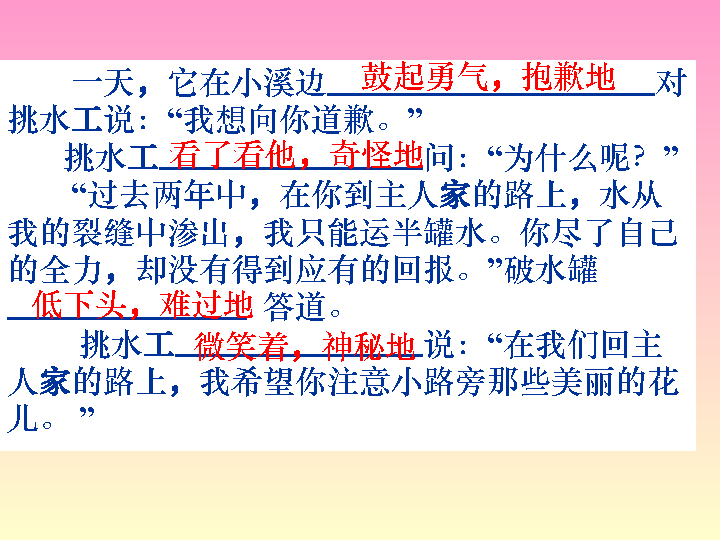 一天，它在小溪边鼓起勇气，抱歉地对
挑水工说：“我想向你道歉。”
挑水工看了看他，奇怪地问：“为什么呢？”
“过去两年中，在你到主人家的路上，水从
我的裂缝中渗出，我只能运半罐水。你尽了自己
的全力，却没有得到应有的回报。”破水罐
低下头，难过地答道。
挑水工微笑着，神秘地说：“在我们回主
人家的路上，我希望你注意小路旁那些美丽的花
儿。”